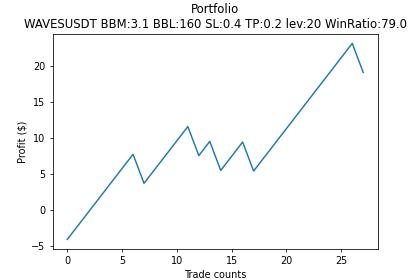 Portfolio
WAVESUSDT BBM:3.1 BBL:160 SL:0.4 TP:0.2 lev:20 WinRatio:79.0
20
15
10
5
0
−5
Profit ($)
0 5 10 15 20 25
Trade counts